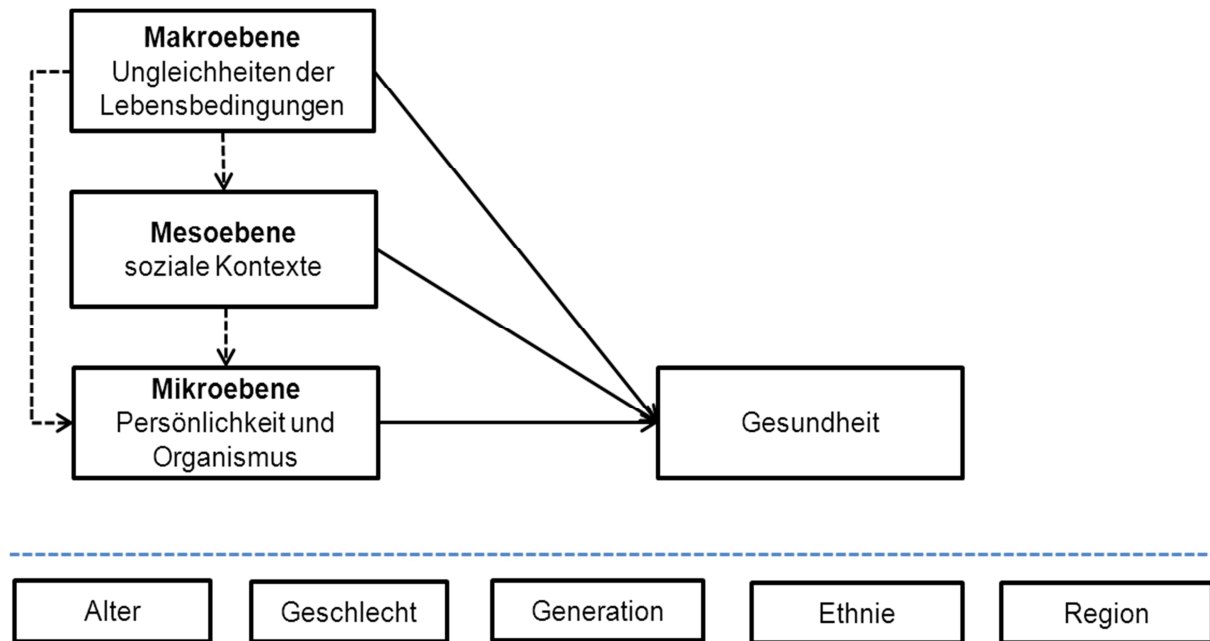 Makroebene
Ungleichheiten der
Lebensbedingungen
Mesoebene
soziale Kontexte
Mikroebene
Persönlichkeit und
Organismus
Gesundheit
Alter
Geschlecht
Generation
Ethnie
Region